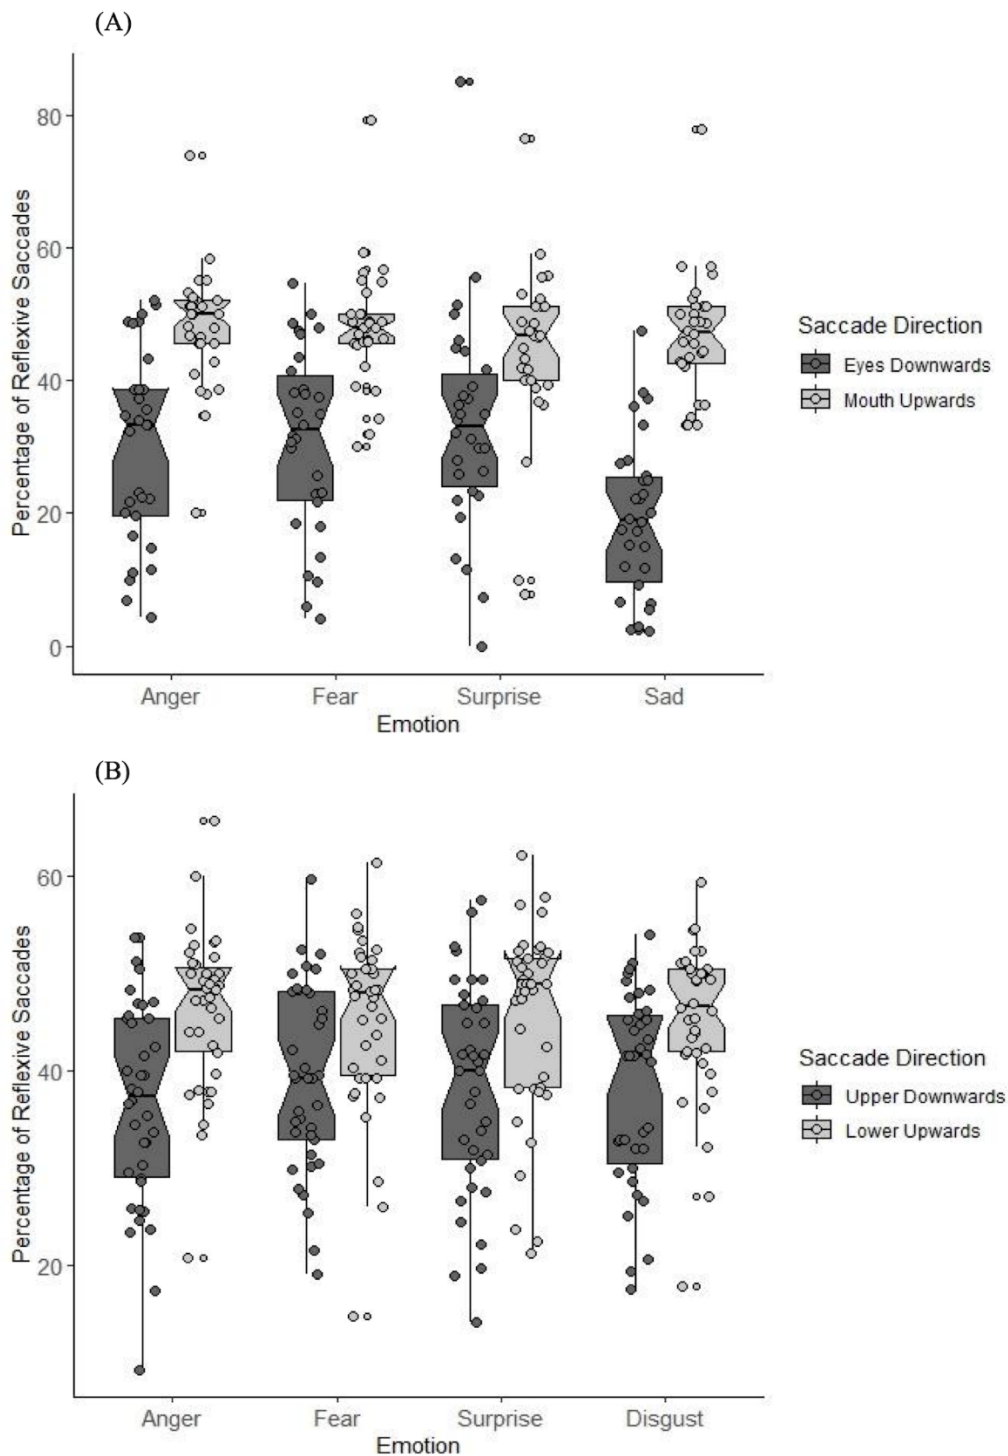 (A)
Percentage of Reflexive Saccades
80
60
40
20
0
Anger Fear Surprise Sad
Emotion
Saccade Direction
Eyes Downwards
Mouth Upwards
(B)
Percentage of Reflexive Saccades
60
40
20
Anger Fear Surprise Disgust
Emotion
Saccade Direction
Upper Downwards
Lower Upwards